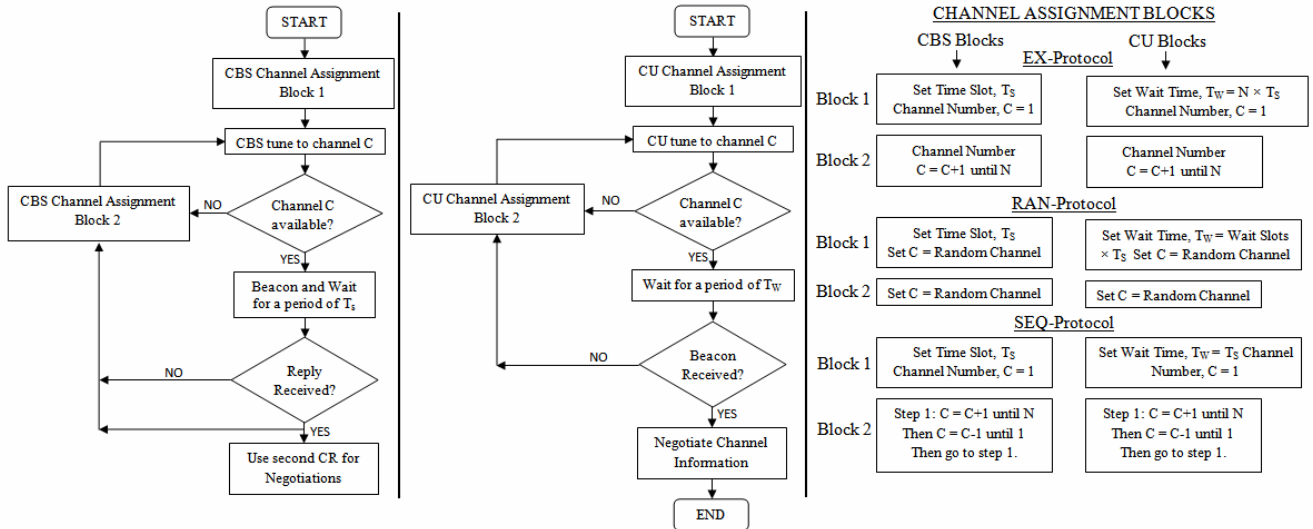 START
CBS Channel Assignment
Block 1
CBS tune to channel C
Channel C
available?
NO
CBS Channel Assignment
Block 2
YES
Beacon and Wait
for a period of Ts
Reply
Received?
NO
YES
Use second CR for
Negotiations
START
CU Channel Assignment
Block 1
CU tune to channel C
Channel C
available?
NO
CU Channel Assignment
Block 2
YES
Wait for a period of TW
Beacon
Received?
NO
YES
Negotiate Channel
Information
END
CHANNEL ASSIGNMENT BLOCKS
CBS Blocks
CU Blocks
EX-Protocol
Block 1
Set Time Slot, TS
Channel Number, C = 1
Set Wait Time, TW = N × TS
Channel Number, C = 1
Block 2
Channel Number
C = C+1 until N
Channel Number
C = C+1 until N
RAN-Protocol
Block 1
Set Time Slot, TS
Set C = Random Channel
Set Wait Time, TW = Wait Slots
× TS Set C = Random Channel
Block 2
Set C = Random Channel
Set C = Random Channel
SEQ-Protocol
Block 1
Set Time Slot, TS
Channel Number, C = 1
Set Wait Time, TW = TS Channel
Number, C = 1
Block 2
Step 1: C = C+1 until N
Then C = C-1 until 1
Then go to step 1.
Step 1: C = C+1 until N
Then C = C-1 until 1
Then go to step 1.